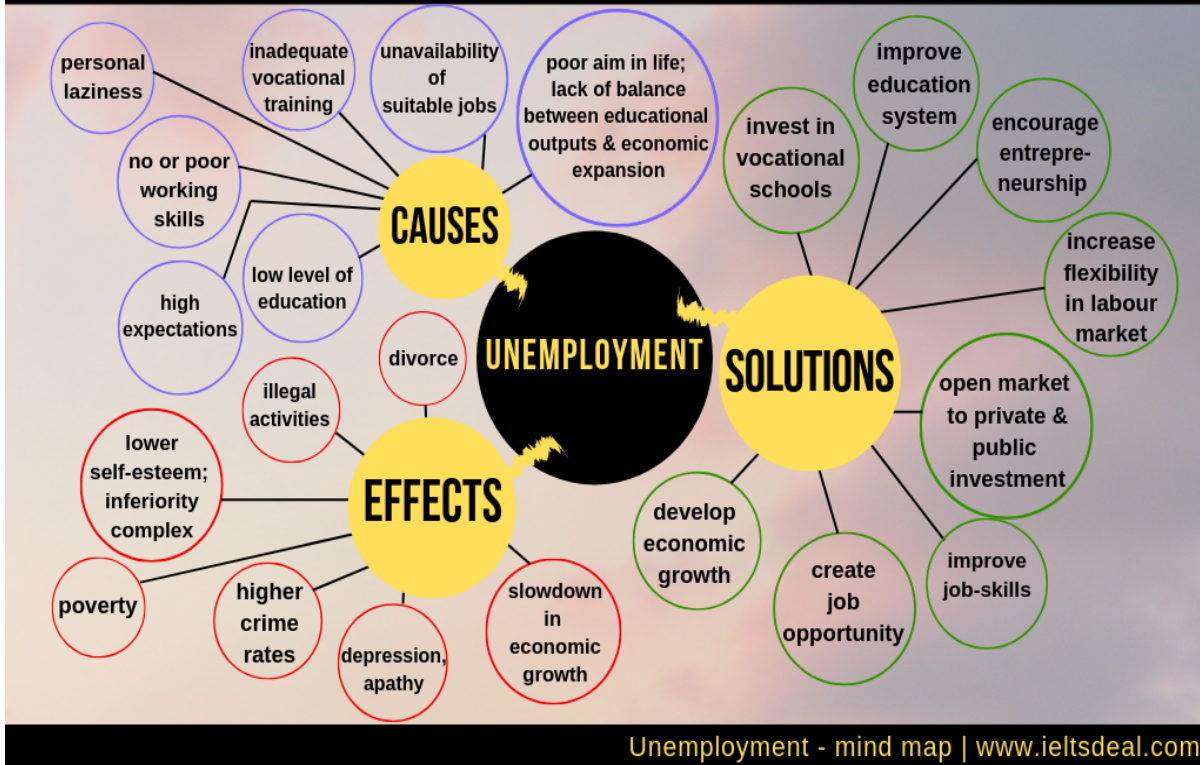 UNEMPLOYMENT
CAUSES
personal
laziness
inadequate
vocational
training
unavailability
of
suitable jobs
poor aim in life;
lack of balance
between educational
outputs & economic
expansion
no or poor
working
skills
low level of
education
high
expectations
EFFECTS
divorce
illegal
activities
lower
self-esteem;
inferiority
complex
poverty
higher
crime
rates
depression,
apathy
slowdown
in
economic
growth
SOLUTIONS
invest in
vocational
schools
improve
education
system
encourage
entrepre-
neurship
increase
flexibility
in labour
market
open market
to private &
public
investment
improve
job-skills
create
job
opportunity
develop
economic
growth
Unemployment - mind map | www.ieltsdeal.com